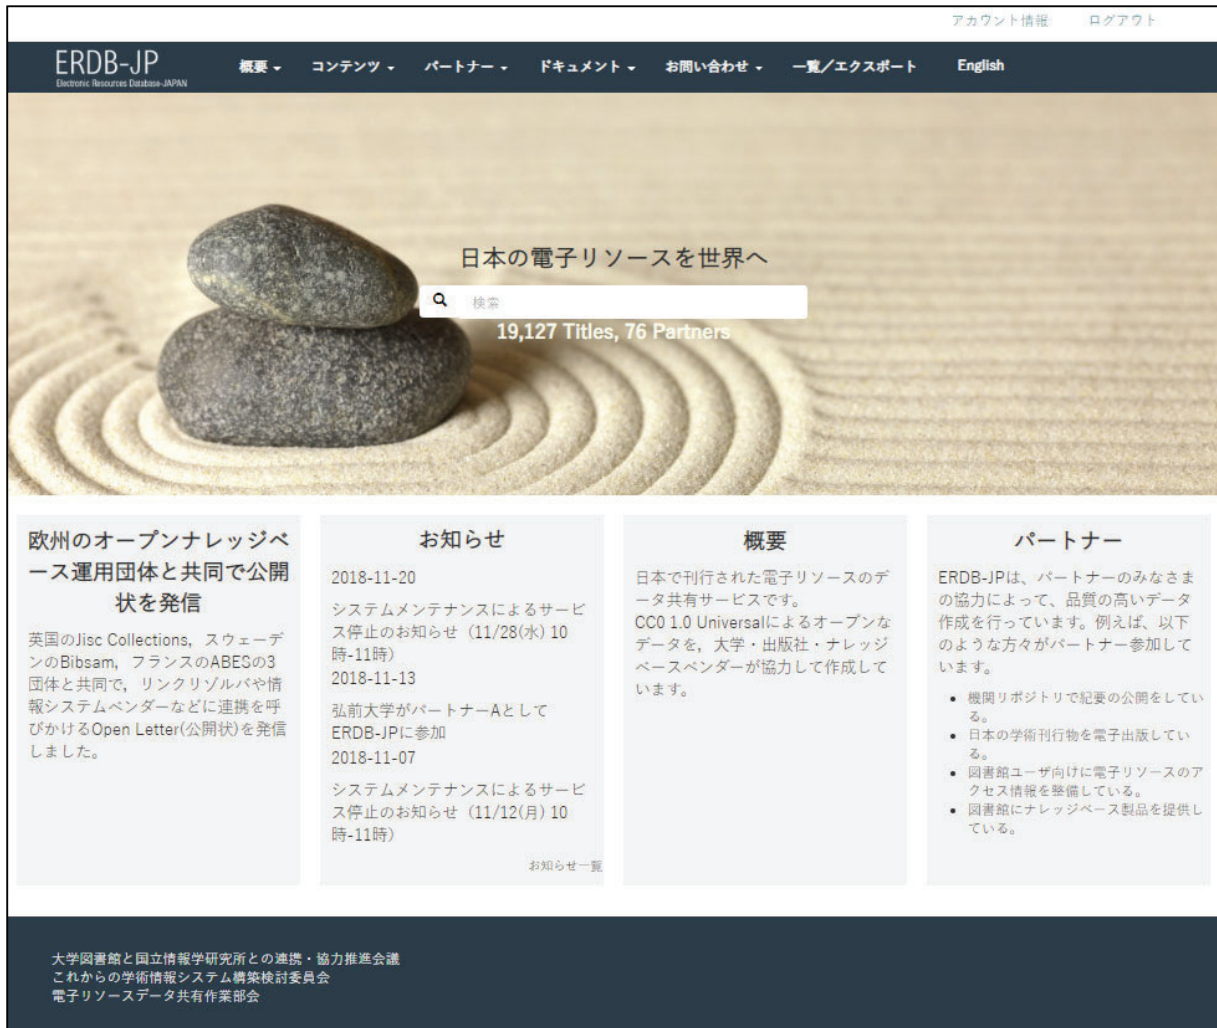 アカウント情報 ログアウト
ERDB-JP
Electronic Resources Database-JAPAN
概要 コンテンツ パートナー ドキュメント お問い合わせ 一覧／エクスポート English
日本の電子リソースを世界へ
検索
19,127 Titles, 76 Partners
欧州のオープンナレッジベ
ース運用団体と共同で公開
状を発信
英国のJisc Collections，スウェーデ
ンのBibsam，フランスのABESの3
団体と共同で，リンクリゾルバや情
報システムベンダーなどに連携を呼
びかけるOpen Letter(公開状)を発信
しました。
お知らせ
2018-11-20
システムメンテナンスによるサービ
ス停止のお知らせ（11/28(水) 10
時-11時）
2018-11-13
弘前大学がパートナーAとして
ERDB-JPに参加
2018-11-07
システムメンテナンスによるサービ
ス停止のお知らせ（11/12(月) 10
時-11時）
お知らせ一覧
概要
日本で刊行された電子リソースのデ
ータ共有サービスです。
CC0 1.0 Universalによるオープンな
データを，大学・出版社・ナレッジ
ベースベンダーが協力して作成して
います。
パートナー
ERDB-JPは、パートナーのみなさま
の協力によって、品質の高いデータ
作成を行っています。例えば、以下
のような方々がパートナー参加して
います。
• 機関リポジトリで紀要の公開をしてい
る。
• 日本の学術刊行物を電子出版してい
る。
• 図書館ユーザ向けに電子リソースのア
クセス情報を整備している。
• 図書館にナレッジベース製品を提供し
ている。
大学図書館と国立情報学研究所との連携・協力推進会議
これからの学術情報システム構築検討委員会
電子リソースデータ共有作業部会